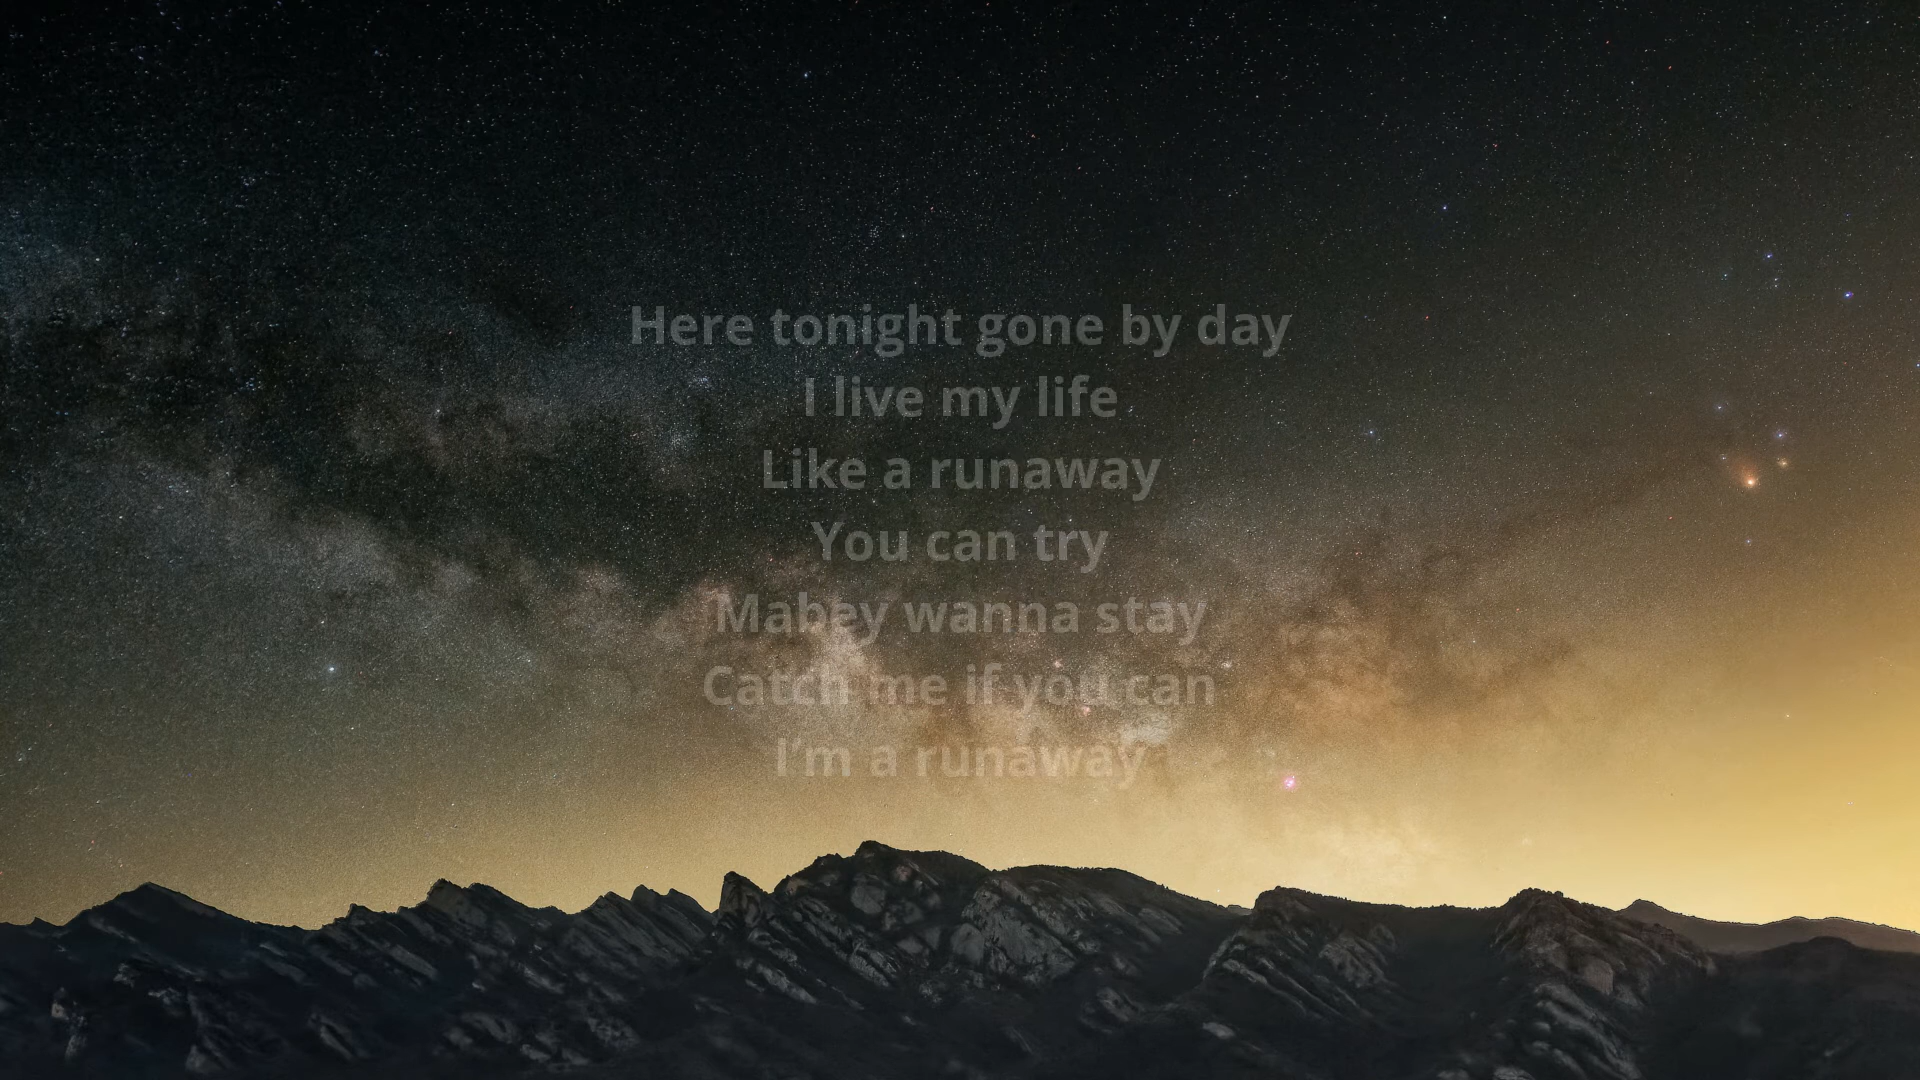 Here tonight gone by day
I live my life
Like a runaway
You can try
Mabey wanna stay
Catch me if you can
I'm a runaway